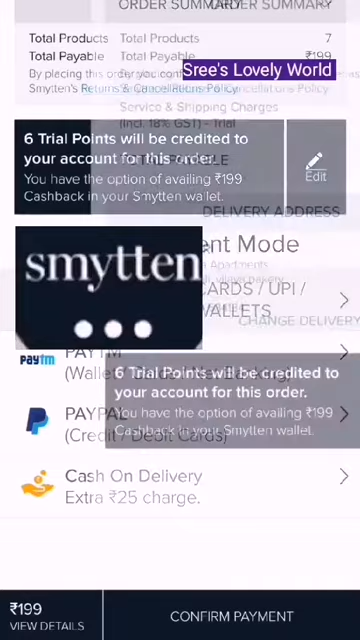 ORDER SUMMARY
ORDER SUMMARY
Total Products
Total Products 7
Total Payable
Total Payable ₹199
Sree's Lovely World
By placing this order, you
Smytten's Returns & Cancellations Policy
Service & Shipping Charges
(incl. 18% GST) - Trial
6 Trial Points will be credited to
your account for this order.
You have the option of availing ₹199
Cashback in your Smytten wallet.
Edit
DELIVERY ADDRESS
ent Mode
smytten
CARDS / UPI /
WALLETS
CHANGE DELIVERY
paytm
PAYTM
(Wallet
6 Trial Points will be credited to
your account for this order.
You have the option of availing ₹199
Cashback in your Smytten wallet.
PAYPAL
(Credit / Debit Cards)
Cash On Delivery
Extra ₹25 charge.
₹199
VIEW DETAILS
CONFIRM PAYMENT